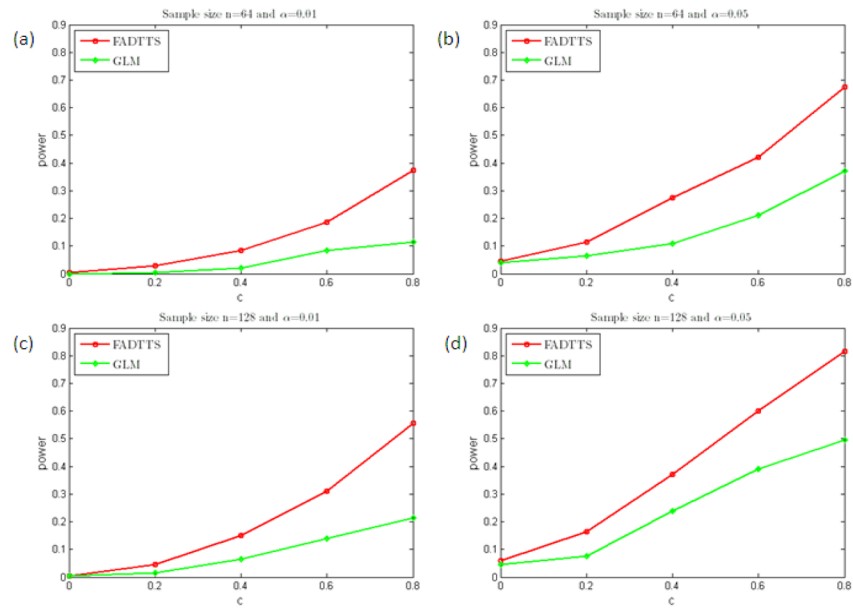 (a)
Sample size n=64 and α=0.01
FADTTS
GLM
power
0.9
0.8
0.7
0.6
0.5
0.4
0.3
0.2
0.1
0
0 0.2 0.4 0.6 0.8
c
(b)
Sample size n=64 and α=0.05
FADTTS
GLM
power
0.9
0.8
0.7
0.6
0.5
0.4
0.3
0.2
0.1
0
0 0.2 0.4 0.6 0.8
c
(c)
Sample size n=128 and α=0.01
FADTTS
GLM
power
0.9
0.8
0.7
0.6
0.5
0.4
0.3
0.2
0.1
0
0 0.2 0.4 0.6 0.8
c
(d)
Sample size n=128 and α=0.05
FADTTS
GLM
power
0.9
0.8
0.7
0.6
0.5
0.4
0.3
0.2
0.1
0
0 0.2 0.4 0.6 0.8
c